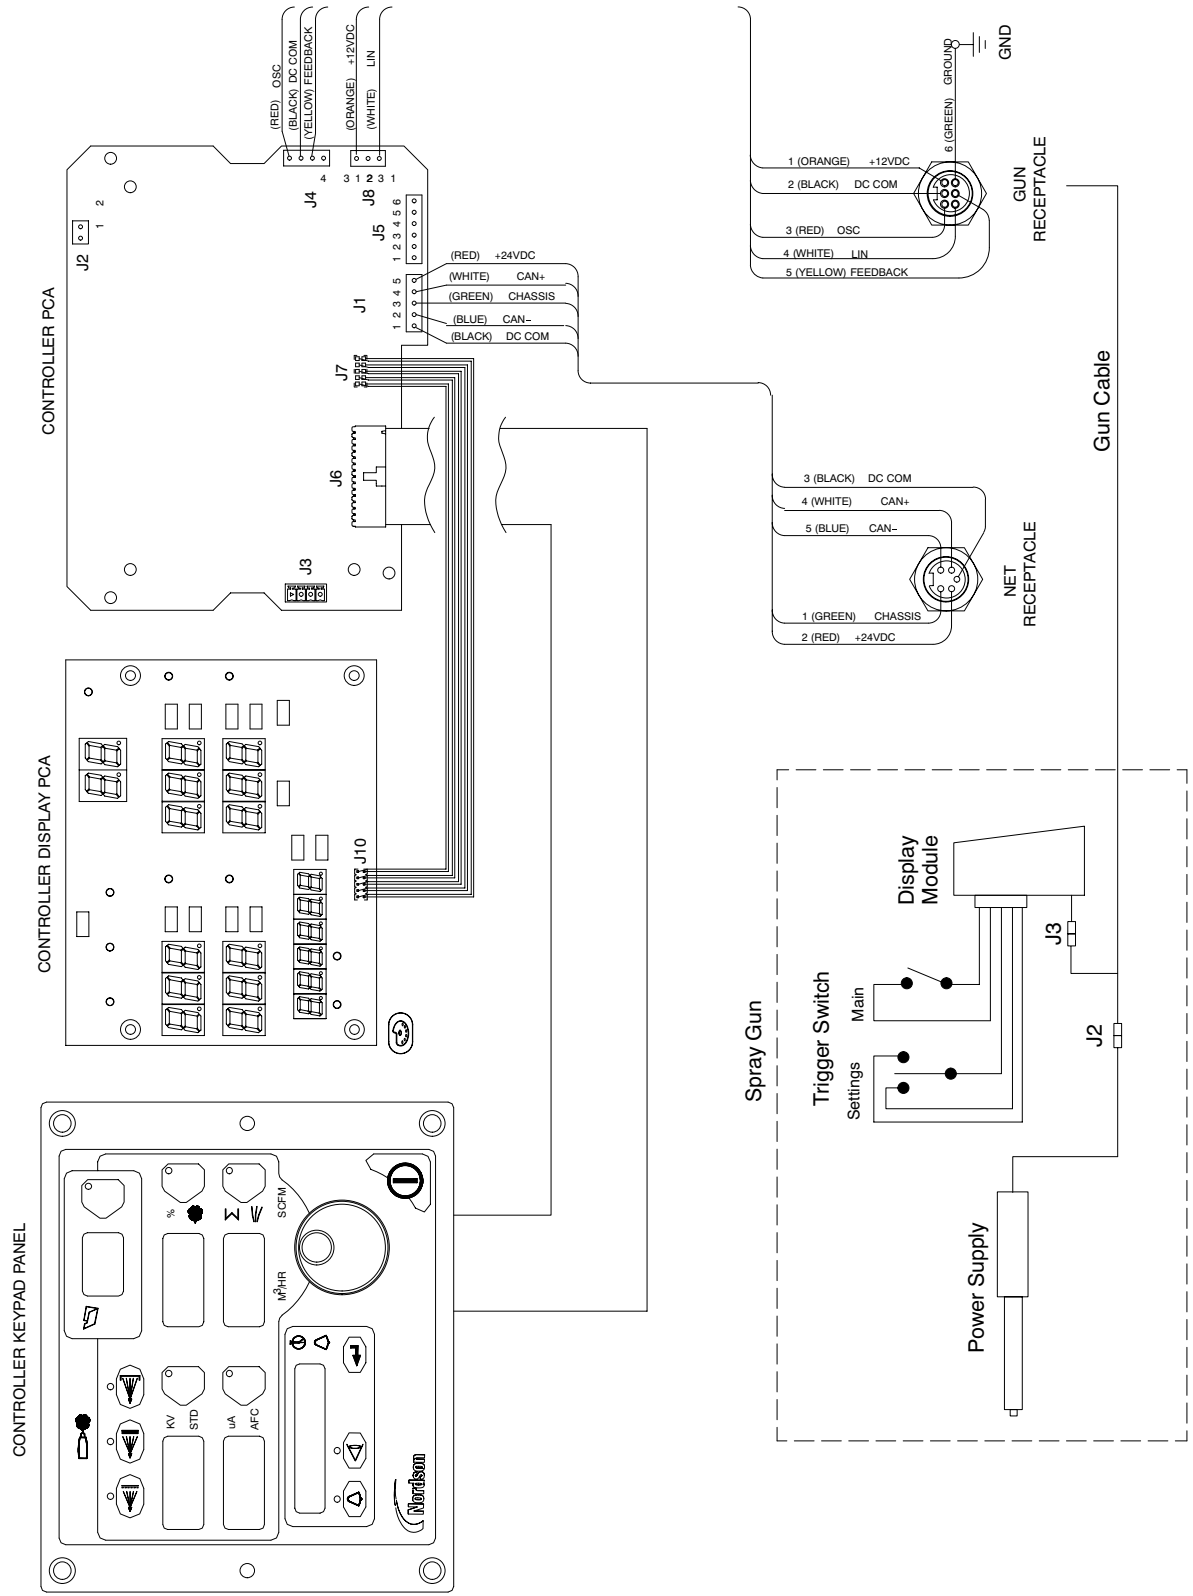 CONTROLLER PCA
J2
1 2
(RED) OSC
(BLACK) DC COM
(YELLOW) FEEDBACK
(ORANGE) +12VDC
(WHITE) LIN
J4
4 3 2 1
J8
1 2 3
J5
1 2 3 4 5 6
J1
1 2 3 4 5
(RED) +24VDC
(WHITE) CAN+
(GREEN) CHASSIS
(BLUE) CAN–
(BLACK) DC COM
J7
J6
J3
1 (ORANGE) +12VDC
2 (BLACK) DC COM
3 (RED) OSC
4 (WHITE) LIN
5 (YELLOW) FEEDBACK
6 (GREEN) GROUND
GND
GUN
RECEPTACLE
Gun Cable
3 (BLACK) DC COM
4 (WHITE) CAN+
5 (BLUE) CAN–
1 (GREEN) CHASSIS
2 (RED) +24VDC
NET
RECEPTACLE
CONTROLLER DISPLAY PCA
J10
CONTROLLER KEYPAD PANEL
KV
STD
uA
AFC
%
M³/HR
SCFM
Nordson
Spray Gun
Trigger Switch
Settings
Main
Display
Module
J3
J2
Power Supply